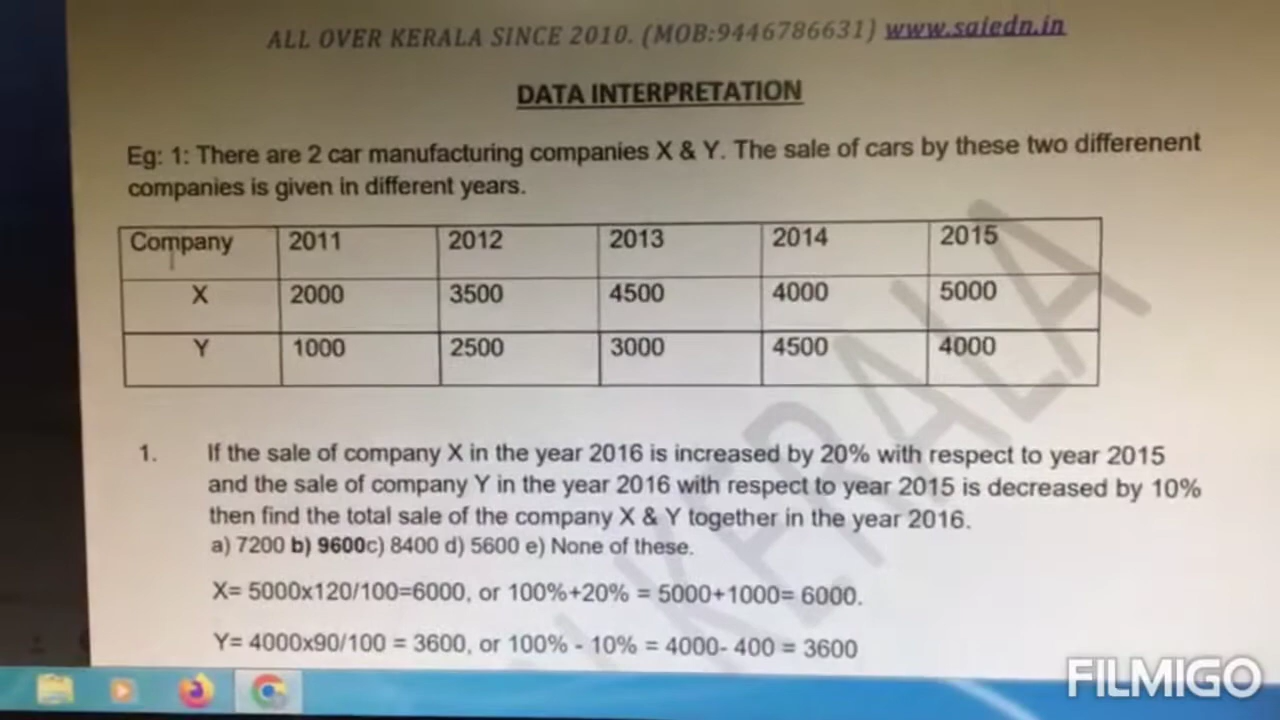 ALL OVER KERALA SINCE 2010. (MOB:9446786631) www.saiedn.in
DATA INTERPRETATION
Eg: 1: There are 2 car manufacturing companies X & Y. The sale of cars by these two differenent
companies is given in different years.
Company 2011 2012 2013 2014 2015
X 2000 3500 4500 4000 5000
Y 1000 2500 3000 4500 4000
1. If the sale of company X in the year 2016 is increased by 20% with respect to year 2015
and the sale of company Y in the year 2016 with respect to year 2015 is decreased by 10%
then find the total sale of the company X & Y together in the year 2016.
a) 7200 b) 9600c) 8400 d) 5600 e) None of these.
X= 5000x120/100=6000, or 100%+20% = 5000+1000= 6000.
Y= 4000x90/100 = 3600, or 100% - 10% = 4000- 400 = 3600
KERALA
FILMIGO